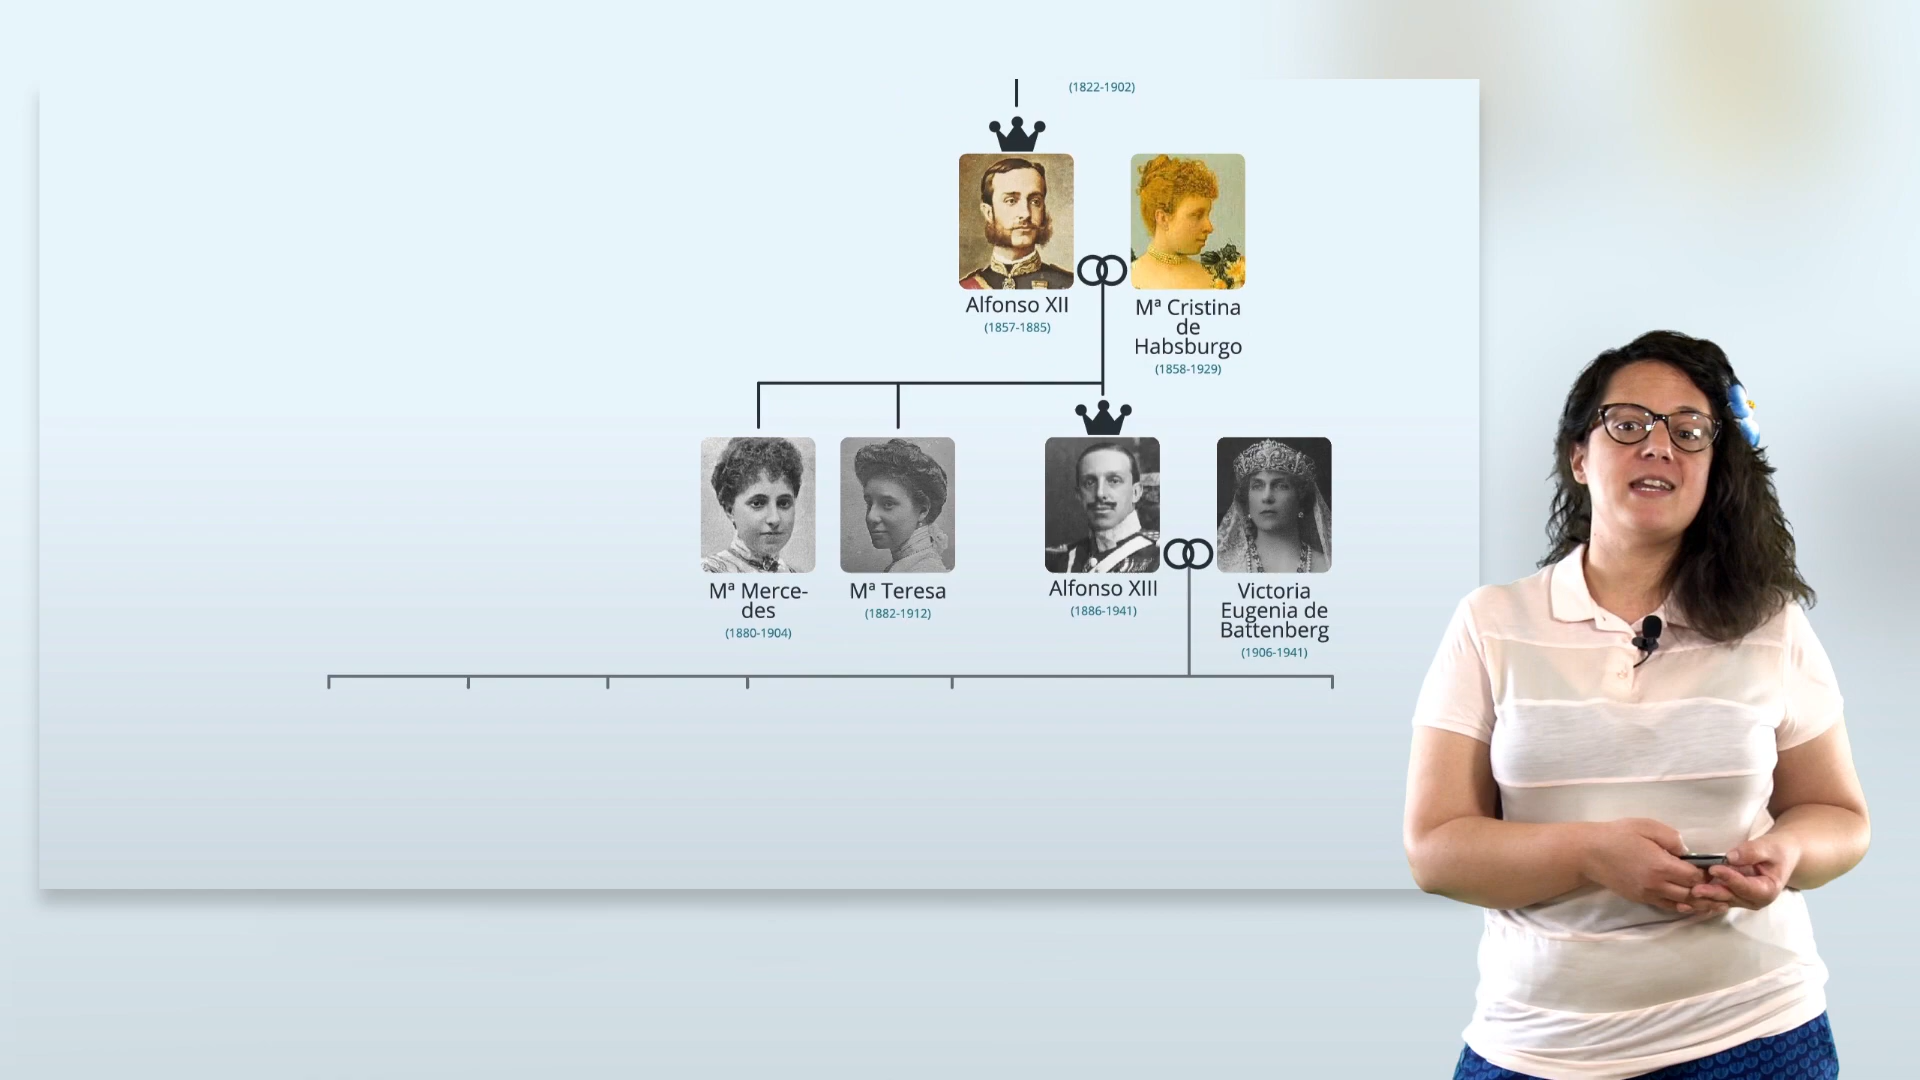 (1822-1902)
Alfonso XII
(1857-1885)
Mª Cristina
de
Habsburgo
(1858-1929)
Mª Merce-
des
(1880-1904)
Mª Teresa
(1882-1912)
Alfonso XIII
(1886-1941)
Victoria
Eugenia de
Battenberg
(1906-1941)